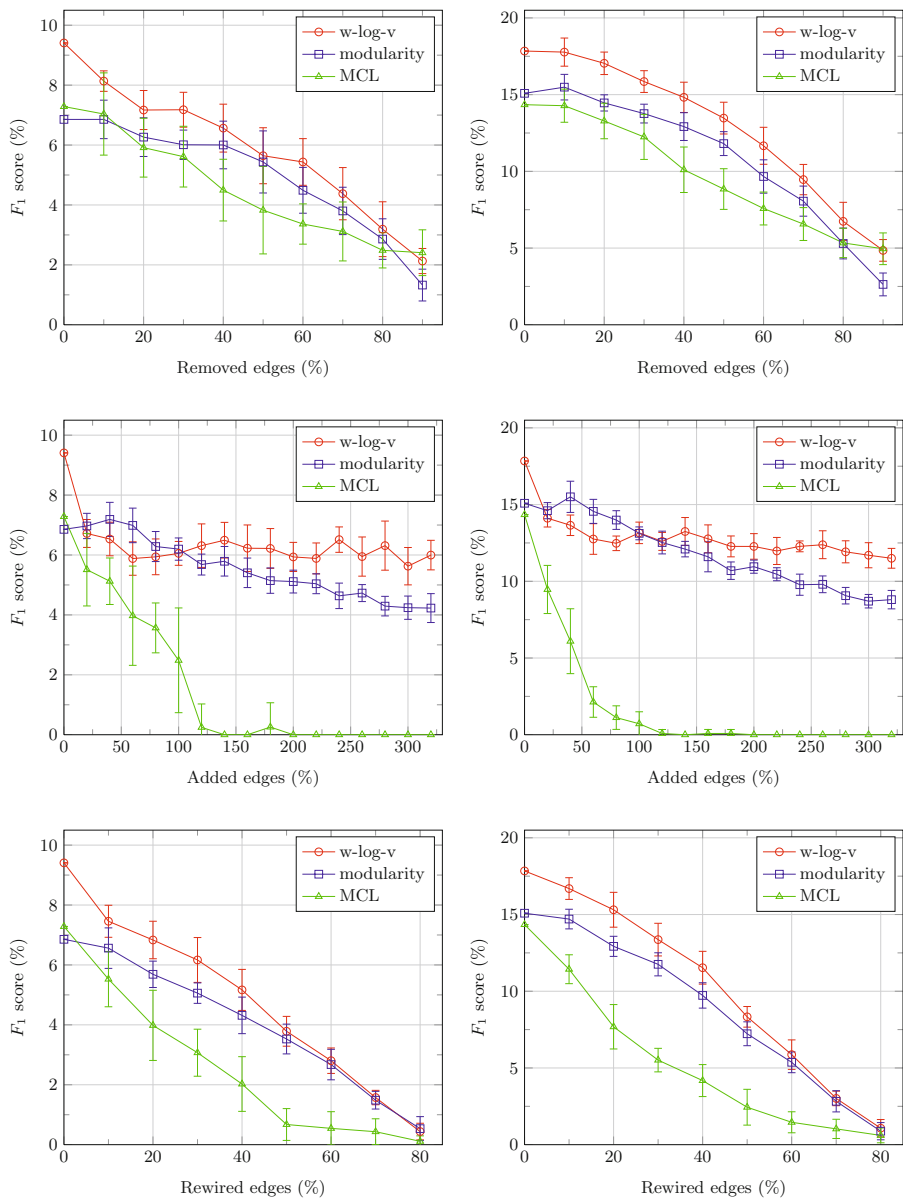 10
8
6
4
2
0
F₁ score (%)
w-log-v
modularity
MCL
0
20
40
60
80
Removed edges (%)
20
15
10
5
0
F₁ score (%)
w-log-v
modularity
MCL
0
20
40
60
80
Removed edges (%)
10
8
6
4
2
0
F₁ score (%)
w-log-v
modularity
MCL
0
50
100
150
200
250
300
Added edges (%)
20
15
10
5
0
F₁ score (%)
w-log-v
modularity
MCL
0
50
100
150
200
250
300
Added edges (%)
10
8
6
4
2
0
F₁ score (%)
w-log-v
modularity
MCL
0
20
40
60
80
Rewired edges (%)
20
15
10
5
0
F₁ score (%)
w-log-v
modularity
MCL
0
20
40
60
80
Rewired edges (%)